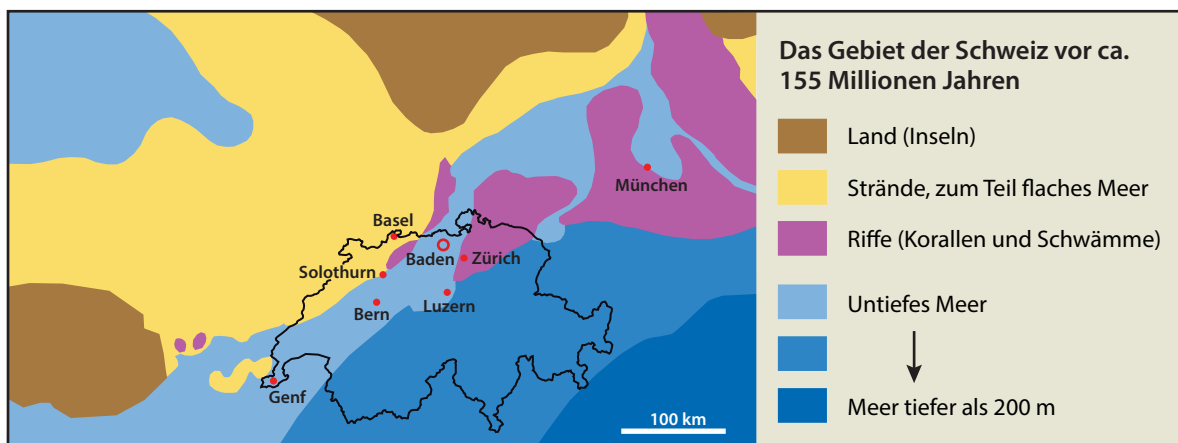 Das Gebiet der Schweiz vor ca.
155 Millionen Jahren
Land (Inseln)
Strände, zum Teil flaches Meer
Riffe (Korallen und Schwämme)
Untiefes Meer
Meer tiefer als 200 m
München
Basel
Baden
Zürich
Solothurn
Bern
Luzern
Genf
100 km